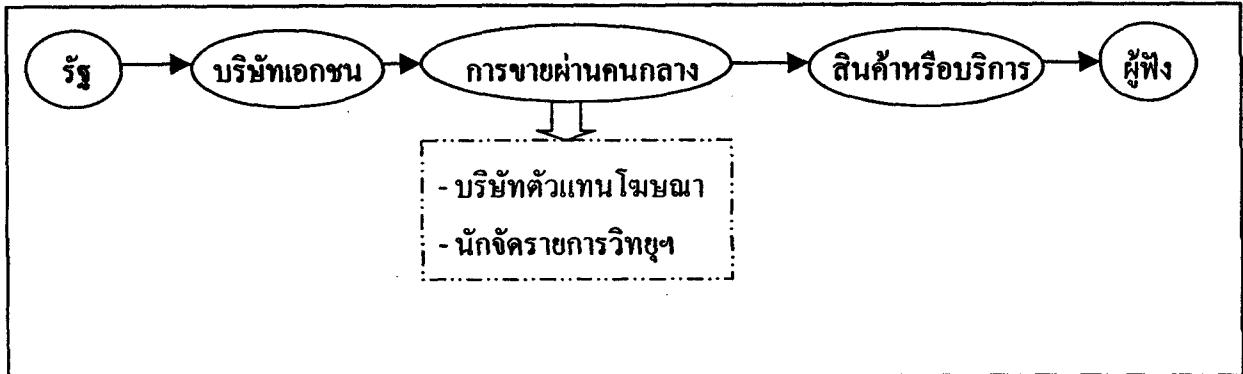 รัฐ บริษัทเอกชน การขายผ่านคนกลาง สินค้าหรือบริการ ผู้ฟัง
- บริษัทตัวแทนโฆษณา
- นักจัดรายการวิทยุฯ